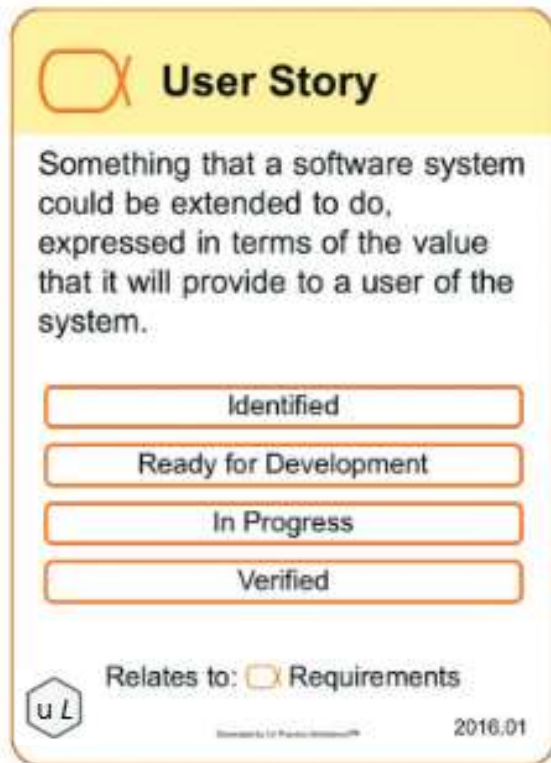 User Story
Something that a software system
could be extended to do,
expressed in terms of the value
that it will provide to a user of the
system.
Identified
Ready for Development
In Progress
Verified
Relates to: Requirements
u L
2016.01